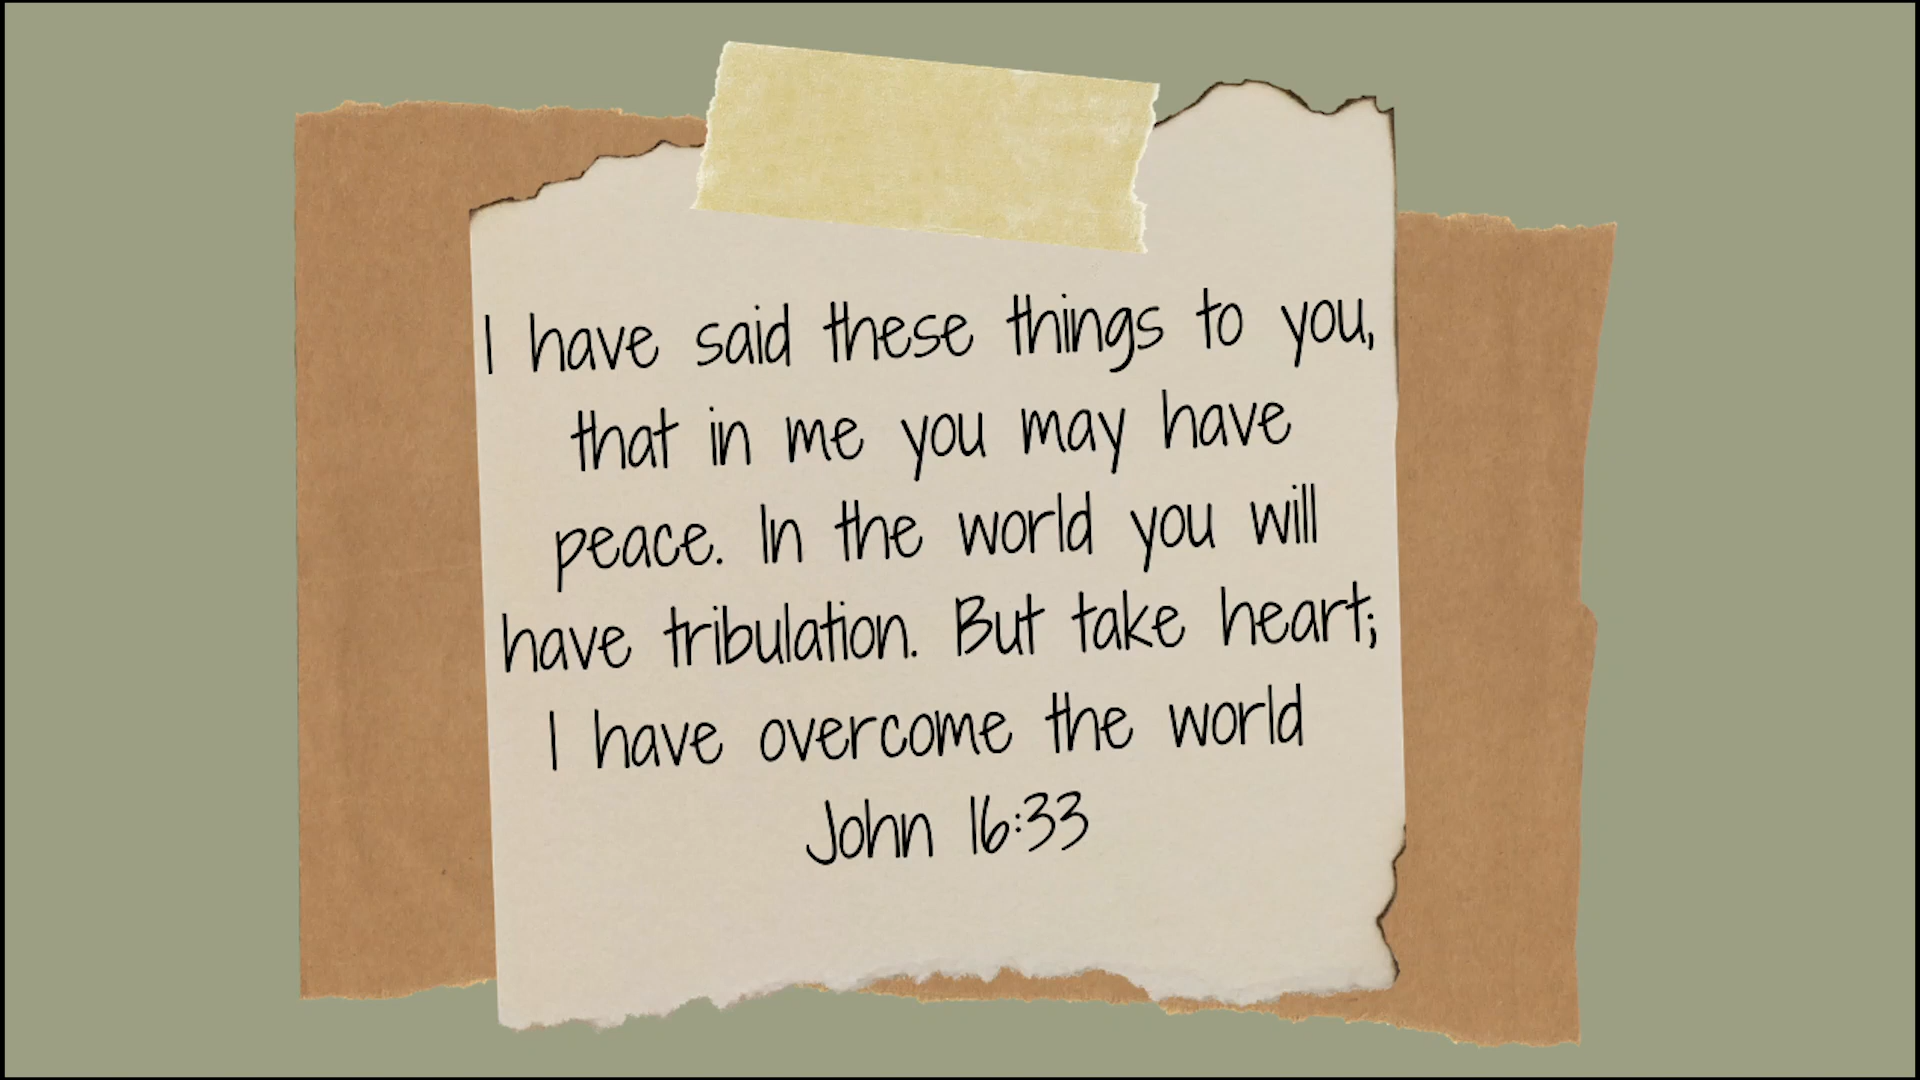 I have said these things to you,
that in me you may have
peace. In the world you will
have tribulation. But take heart;
I have overcome the world
John 16:33